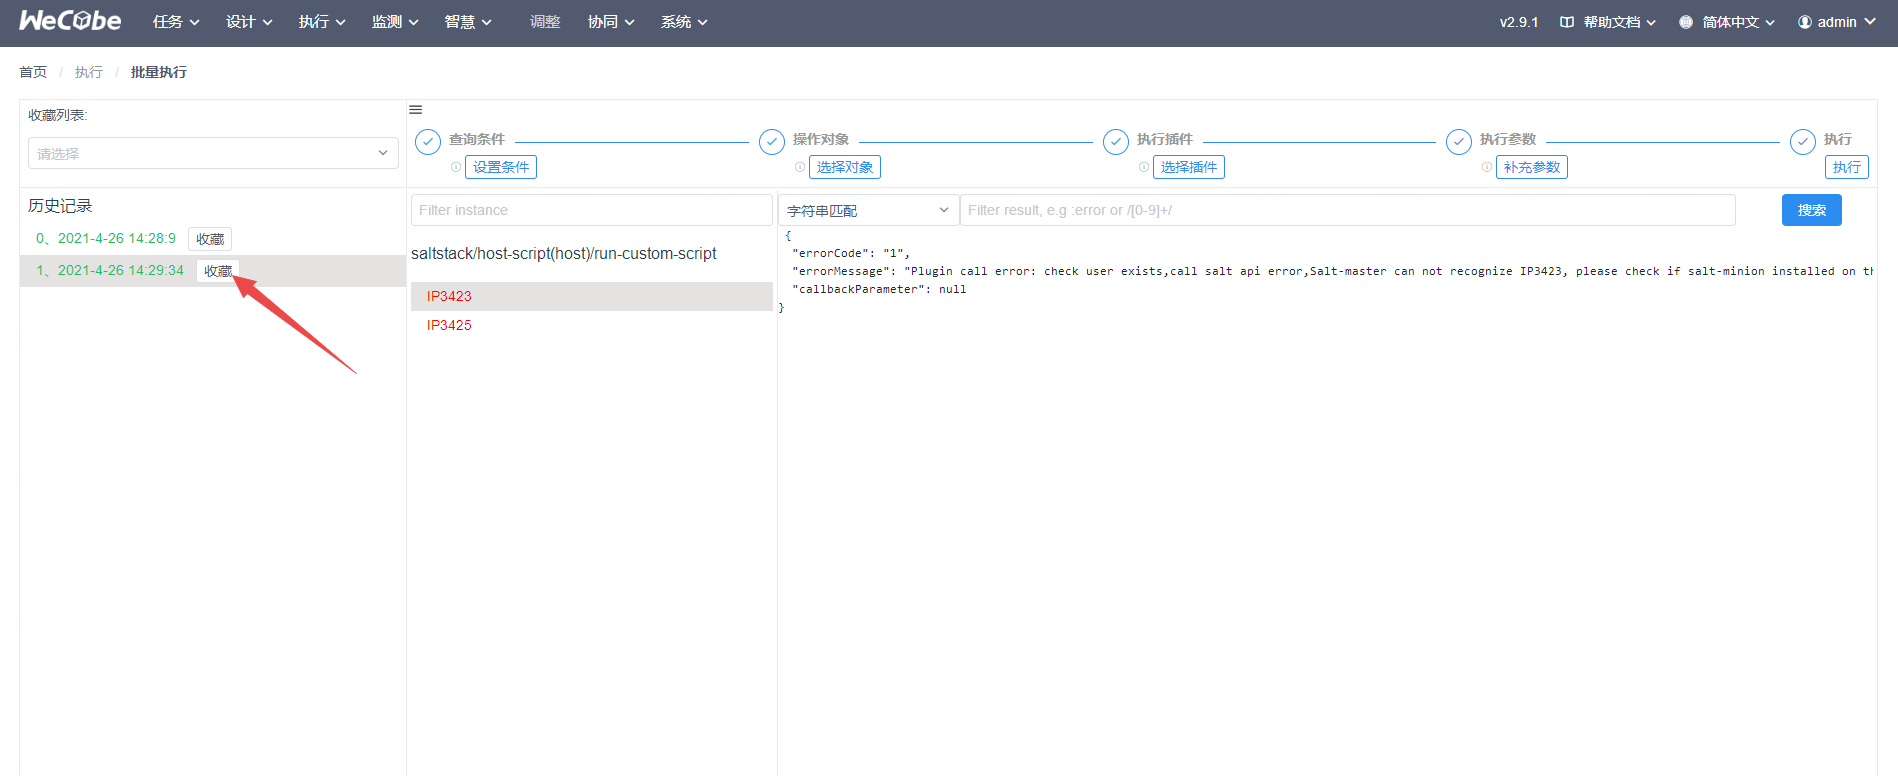 WeCube 任务 设计 执行 监测 智慧 调整 协同 系统 v2.9.1 帮助文档 简体中文 admin
首页 / 执行 / 批量执行
收藏列表:
请选择
查询条件 操作对象 执行插件 执行参数 执行
设置条件 选择对象 选择插件 补充参数 执行
历史记录
0、2021-4-26 14:28:9 收藏
1、2021-4-26 14:29:34 收藏
Filter instance
saltstack/host-script(host)/run-custom-script
IP3423
IP3425
字符串匹配 Filter result, e.g :error or /[0-9]+/ 搜索
{
"errorCode": "1",
"errorMessage": "Plugin call error: check user exists,call salt api error,Salt-master can not recognize IP3423, please check if salt-minion installed on th
"callbackParameter": null
}